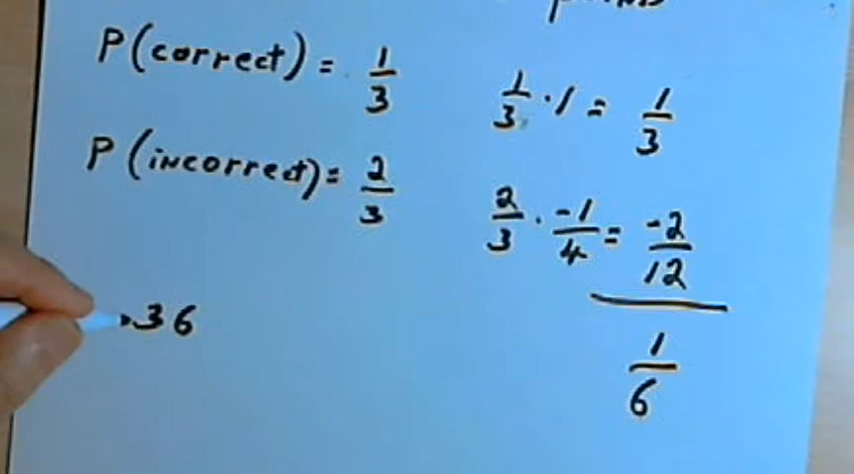 P(correct) = 1/3
1/3 · 1 = 1/3
P(incorrect) = 2/3
2/3 · -1/4 = -2/12
1/6
.36